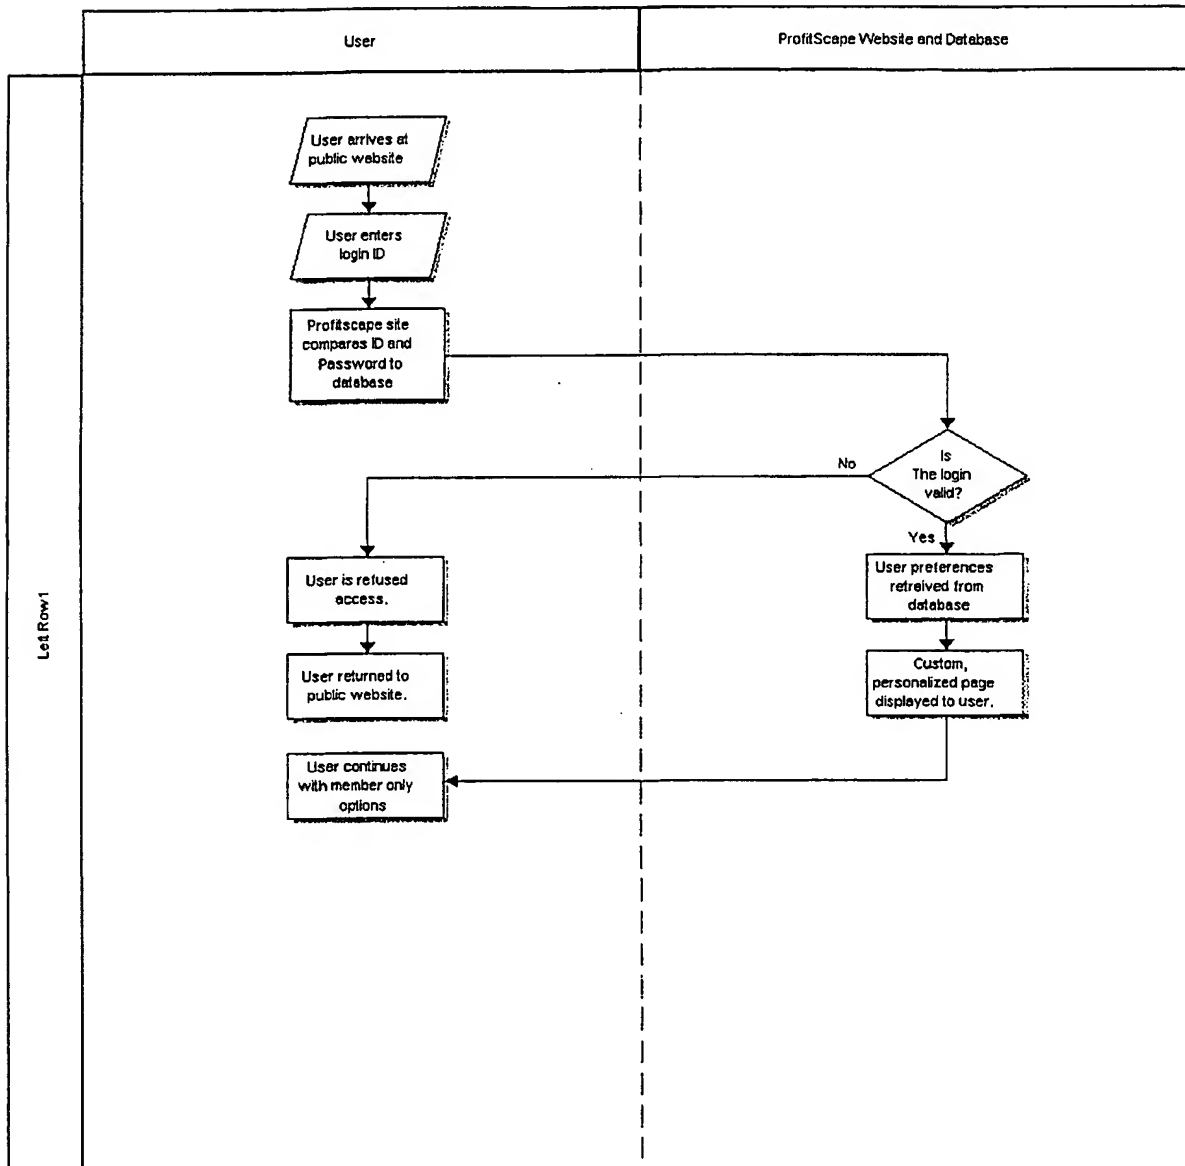 User
ProfitScape Website and Database
User arrives at
public website
User enters
login ID
Profitscape site
compares ID and
Password to
database
Is
The login
valid?
No
Yes
User is refused
access.
User preferences
retreived from
database
User returned to
public website.
Custom,
personalized page
displayed to user.
User continues
with member only
options
Left Row1